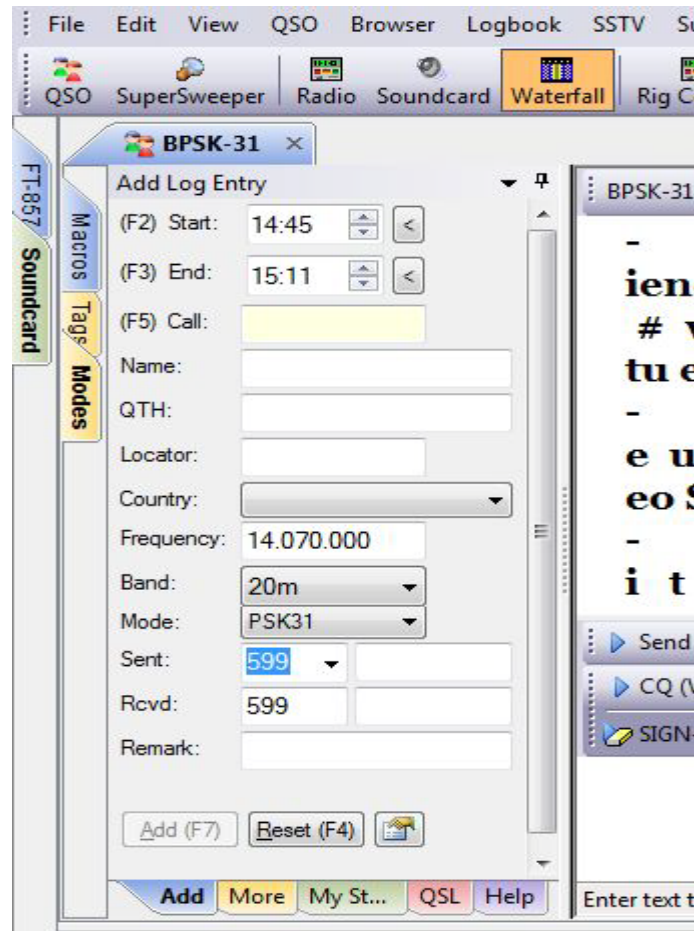 File Edit View QSO Browser Logbook SSTV
QSO SuperSweeper Radio Soundcard Waterfall Rig
BPSK-31
FT-857
Soundcard
Macros
Tags
Modes
Add Log Entry
(F2) Start: 14:45 <
(F3) End: 15:11 <
(F5) Call:
Name:
QTH:
Locator:
Country:
Frequency: 14.070.000
Band: 20m
Mode: PSK31
Sent: 599
Rcvd: 599
Remark:
Add (F7) Reset (F4)
Add More My St... QSL Help
BPSK-31
-
ien
#
tu e
-
e u
eo
-
i t
Send
CQ
SIGN-
Enter text t